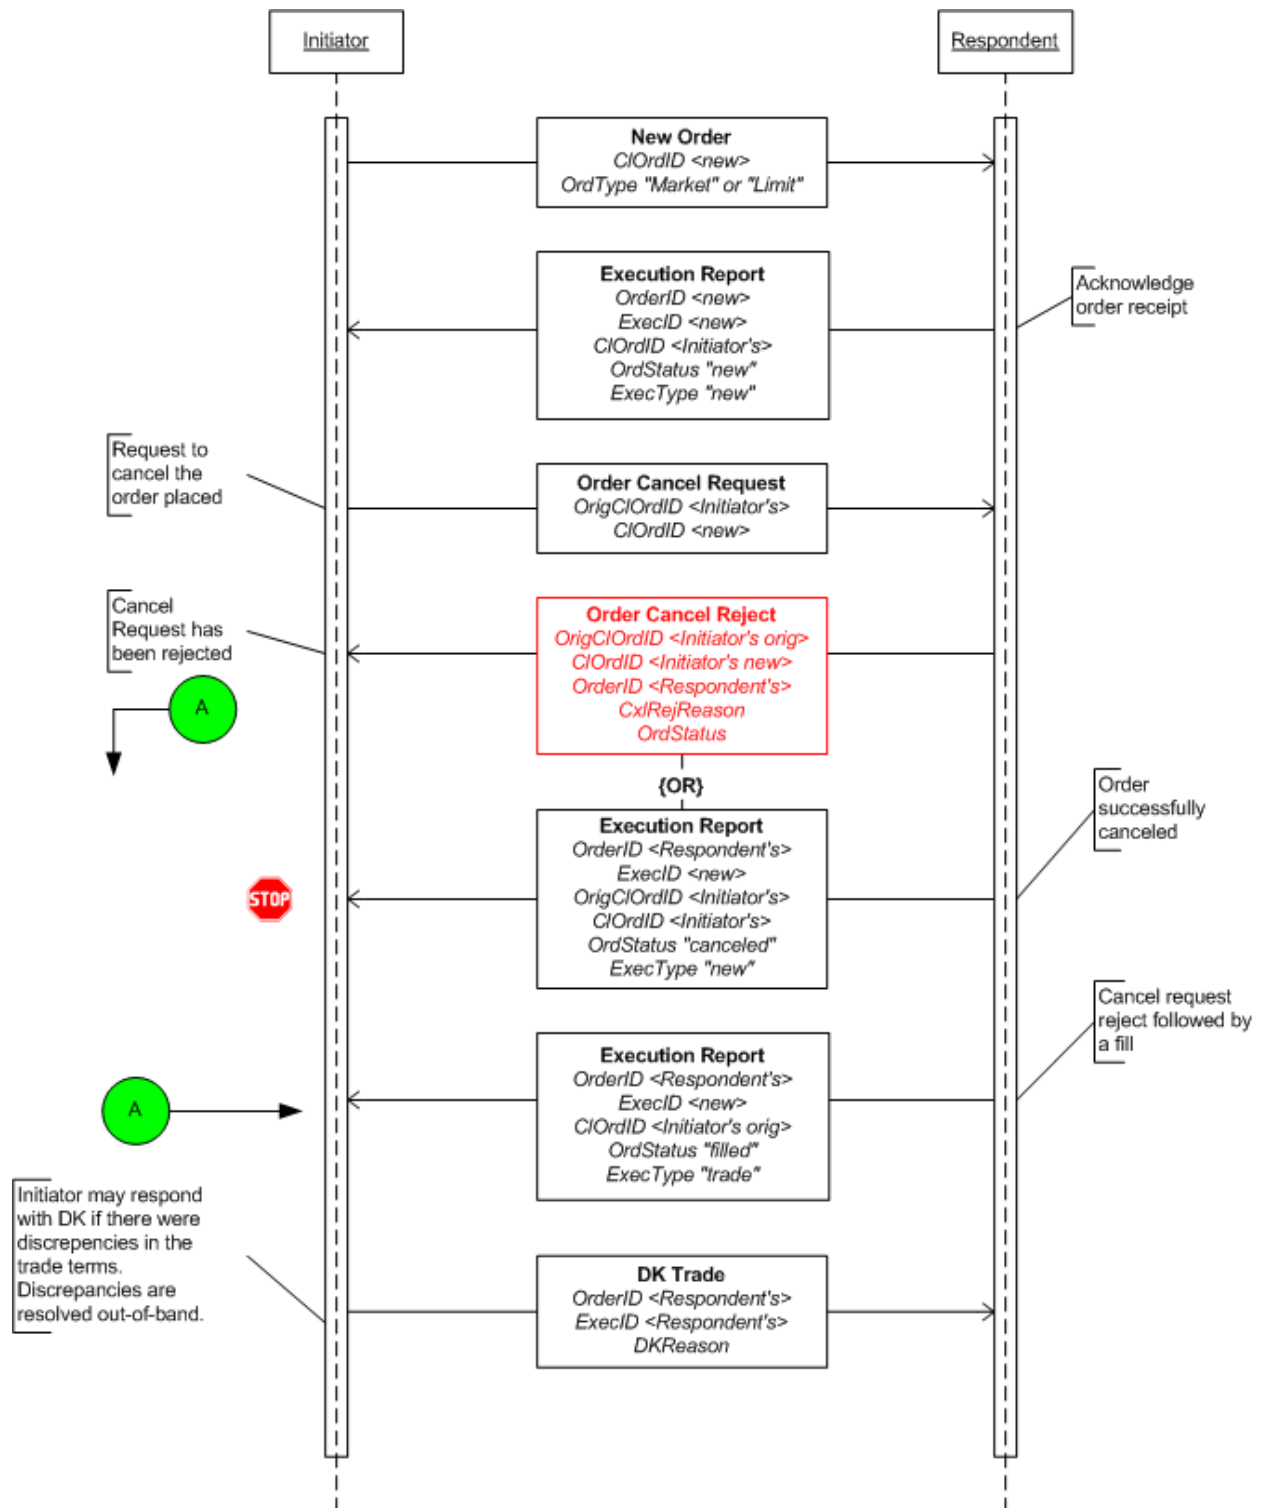 Initiator
Respondent
New Order
ClOrdID <new>
OrdType "Market" or "Limit"
Execution Report
OrderID <new>
ExecID <new>
ClOrdID <Initiator's>
OrdStatus "new"
ExecType "new"
Acknowledge
order receipt
Request to
cancel the
order placed
Order Cancel Request
OrigClOrdID <Initiator's>
ClOrdID <new>
Cancel
Request has
been rejected
Order Cancel Reject
OrigClOrdID <Initiator's orig>
ClOrdID <Initiator's new>
OrderID <Respondent's>
CxlRejReason
OrdStatus
A
{OR}
Order
successfully
canceled
Execution Report
OrderID <Respondent's>
ExecID <new>
OrigClOrdID <Initiator's>
ClOrdID <Initiator's>
OrdStatus "canceled"
ExecType "new"
STOP
Cancel request
reject followed by
a fill
Execution Report
OrderID <Respondent's>
ExecID <new>
ClOrdID <Initiator's orig>
OrdStatus "filled"
ExecType "trade"
A
Initiator may respond
with DK if there were
discrepencies in the
trade terms.
Discrepancies are
resolved out-of-band.
DK Trade
OrderID <Respondent's>
ExecID <Respondent's>
DKReason